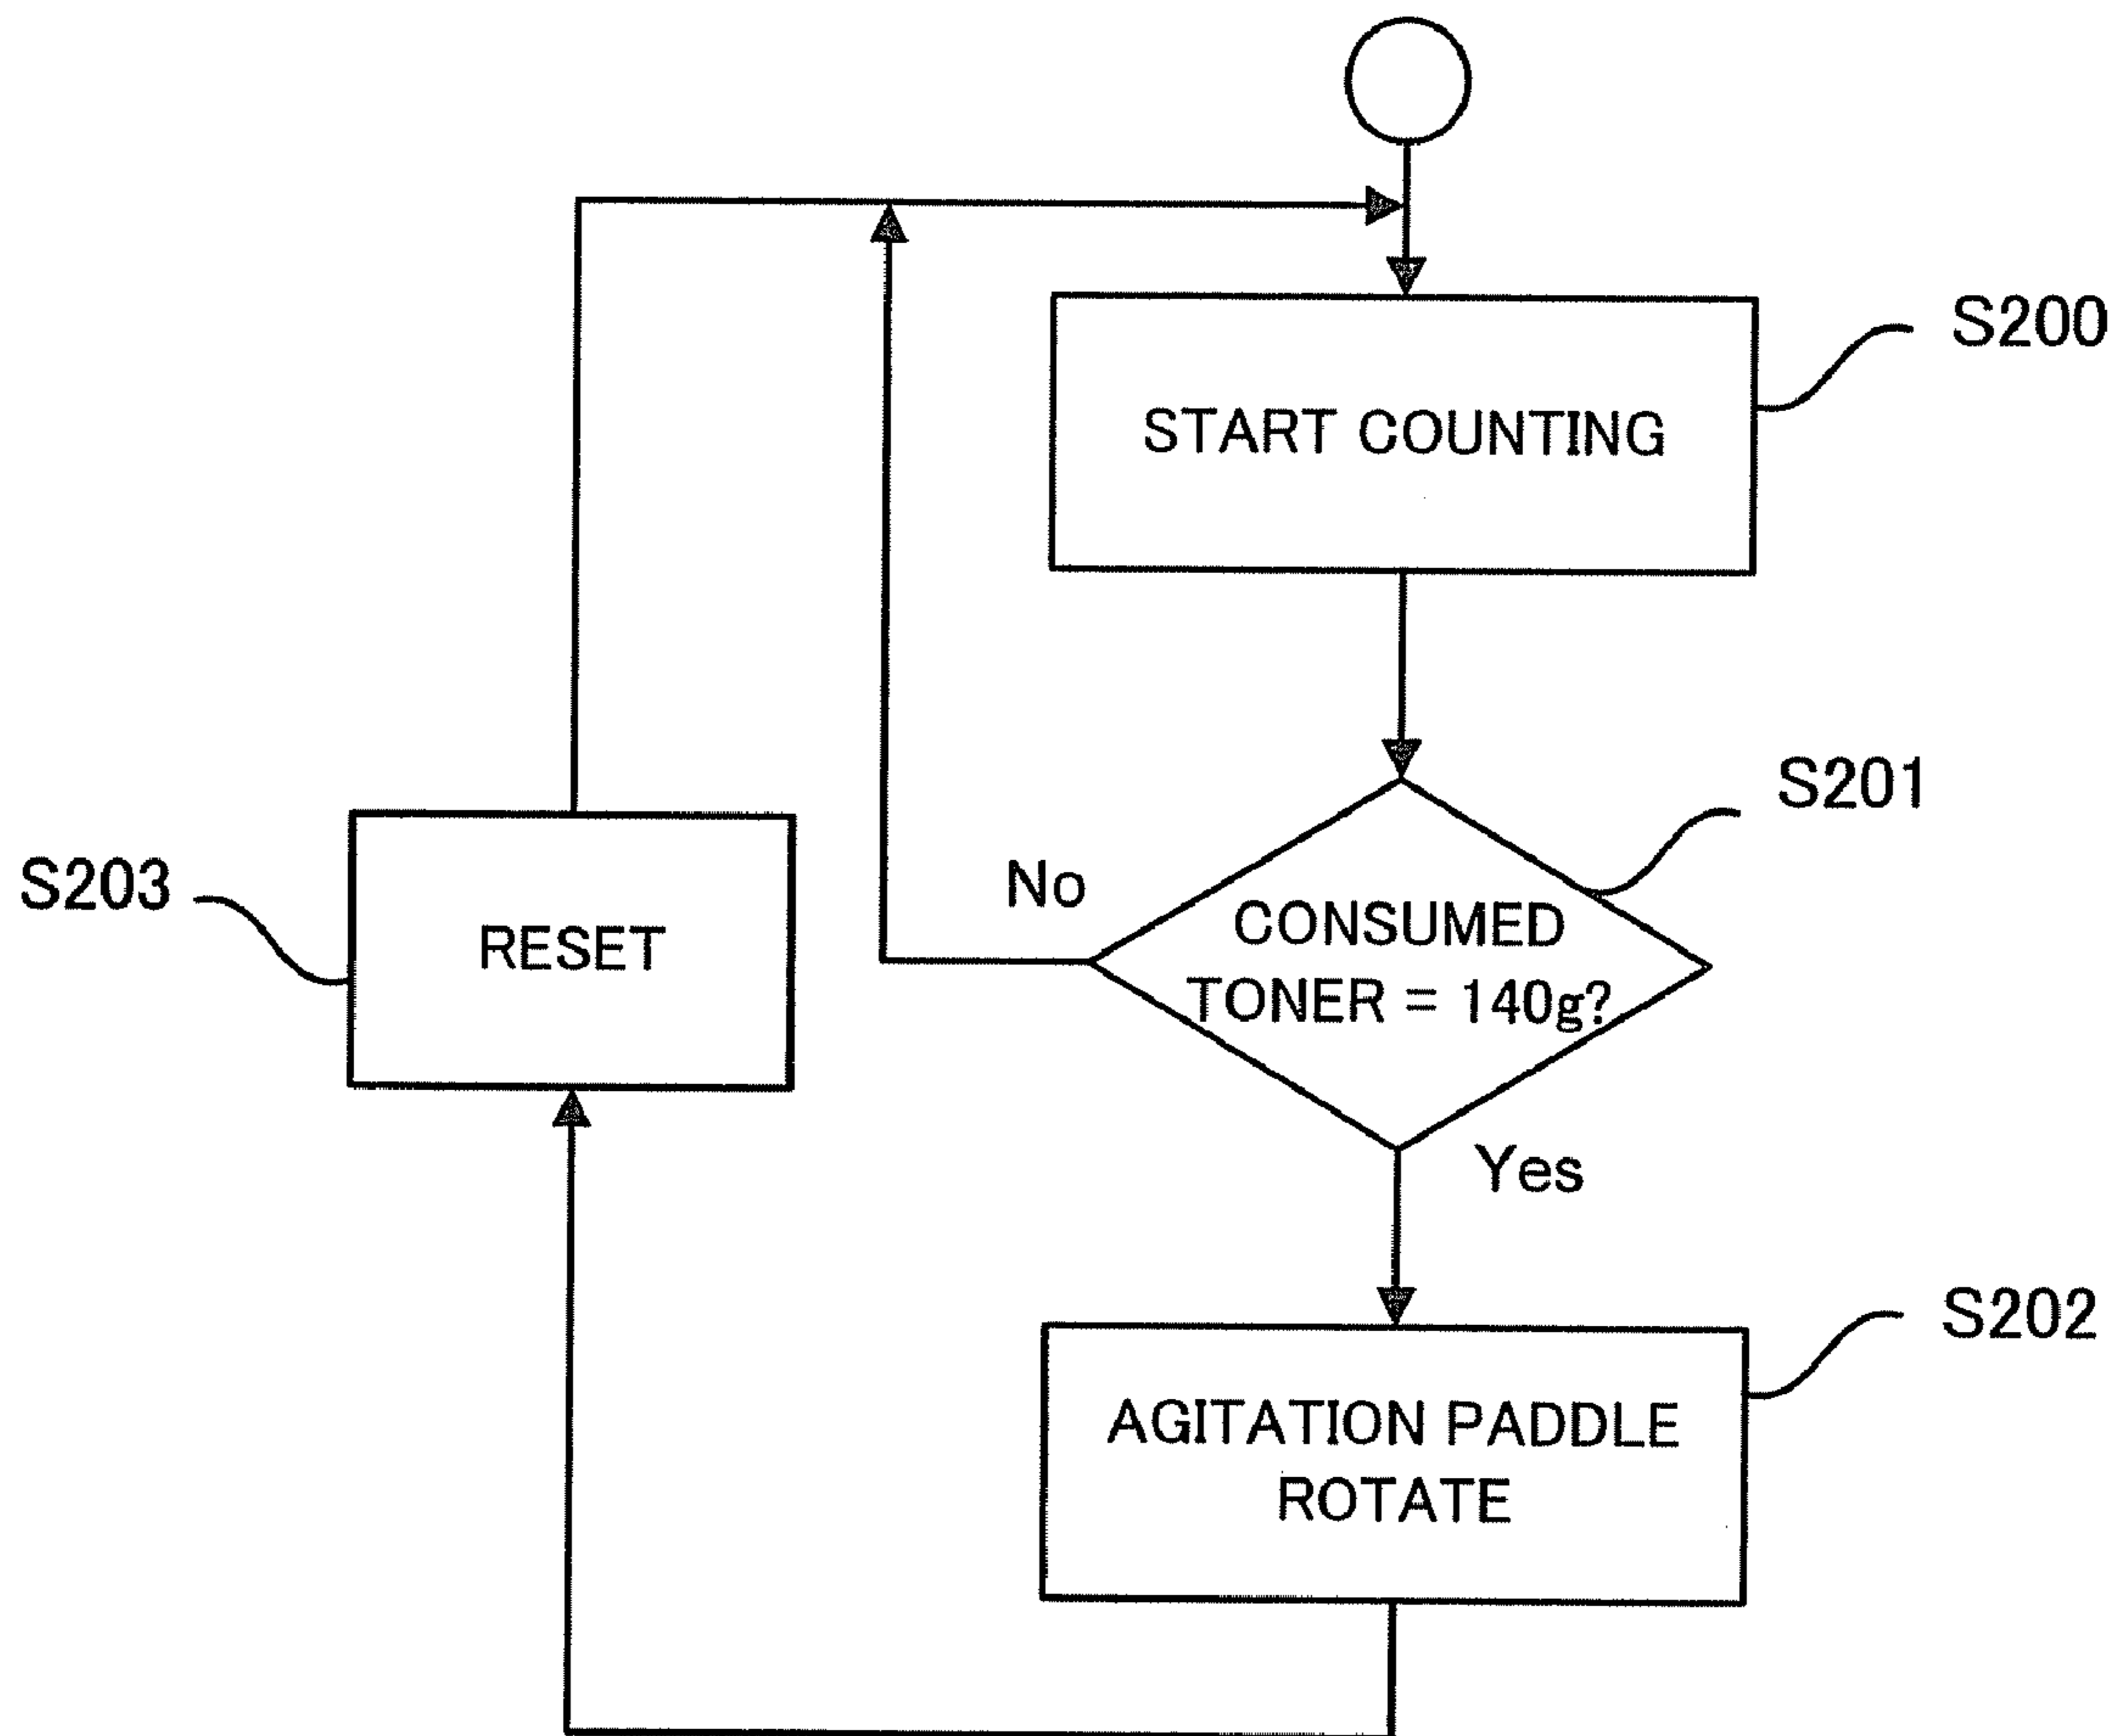 S200
START COUNTING
S201
No
CONSUMED
TONER = 140g?
S203
RESET
Yes
S202
AGITATION PADDLE
ROTATE